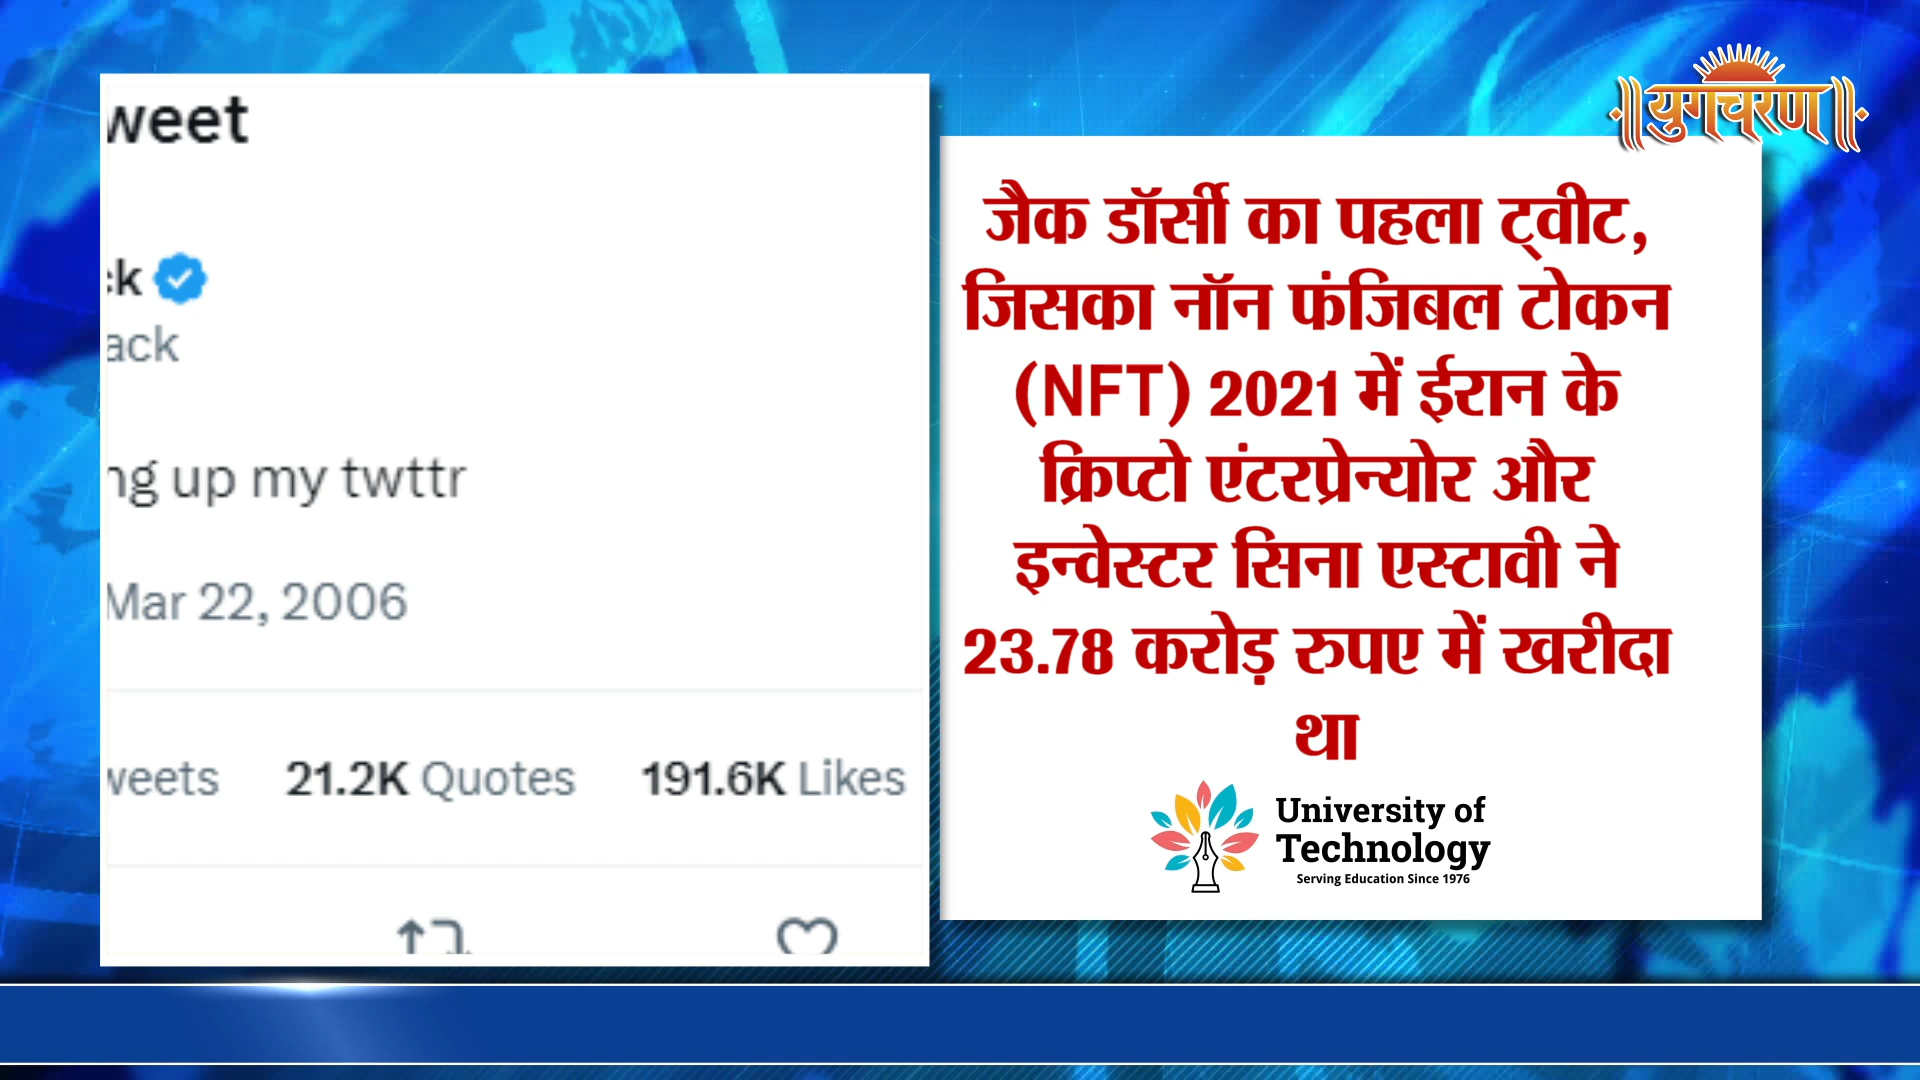 weet
ck
ack
ng up my twttr
Mar 22, 2006
weets 21.2K Quotes 191.6K Likes
॥युगचरण॥
जैक डॉर्सी का पहला ट्वीट,
जिसका नॉन फंजिबल टोकन
(NFT) 2021 में ईरान के
क्रिप्टो एंटरप्रेन्योर और
इन्वेस्टर सिना एस्टावी ने
23.78 करोड़ रुपए में खरीदा
था
University of
Technology
Serving Education Since 1976